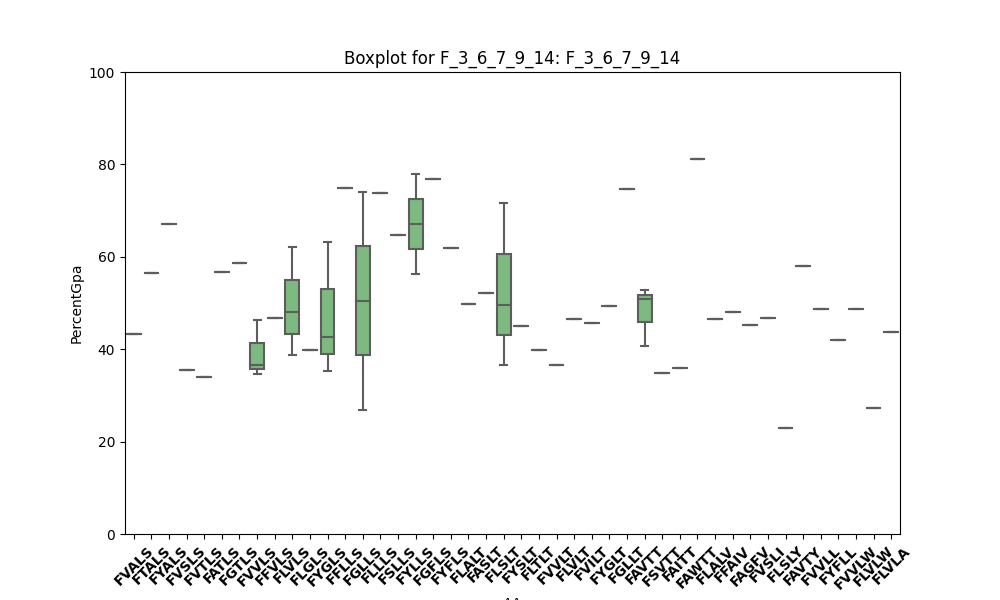 Boxplot for F_3_6_7_9_14: F_3_6_7_9_14
PercentGpa
100
80
60
40
20
0
FVALS
FTALS
FYALS
FVSLS
FVTLS
FATLS
FGTLS
FVVLS
FFVLS
FLVLS
FLGLS
FYGLS
FFLLS
FGLLS
FLLLS
FSLLS
FYLLS
FGFLS
FYFLS
FLALT
FASLT
FLSLT
FYSLT
FLTLT
FVVLT
FLVLT
FVILT
FYGLT
FGLLT
FAVTT
FSVTT
FAITT
FAWTT
FLALV
FFAIV
FAGFV
FVSLI
FLSLY
FAVTY
FVVLL
FYFLL
FVVLW
FLVLW
FLVLA